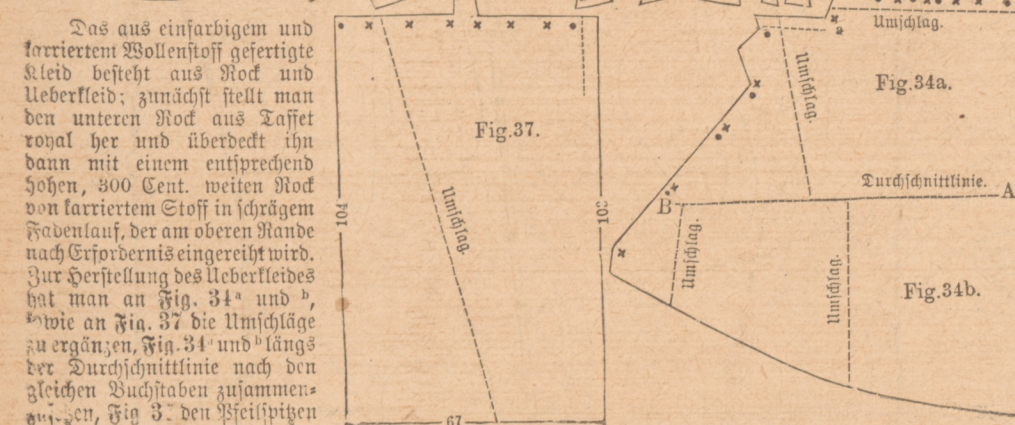 Das aus einfarbigem und
karriertem Wollenstoff gefertigte
Kleid besteht aus Rock und
Ueberkleid; zunächst stellt man
den unteren Rock aus Taffet
royal her und überdeckt ihn
dann mit einem entsprechend
hohen, 300 Cent. weiten Rock
von karriertem Stoff in schrägem
Fadenlauf, der am oberen Rande
nach Erfordernis eingereiht wird.
Zur Herstellung des Ueberkleides
hat man an Fig. 34ᵃ und ᵇ,
sowie an Fig. 37 die Umschläge
zu ergänzen, Fig. 34 und ᵇ längs
der Durchschnittlinie nach den
gleichen Buchstaben zusammen-
Fig den Pfeilspitzen
Fig.37.
Umschlag.
104
103
67
Umschlag.
a
Umschlag.
Fig.34a.
Durchschnittlinie.
A
B
Umschlag.
Umschlag.
Fig.34b.